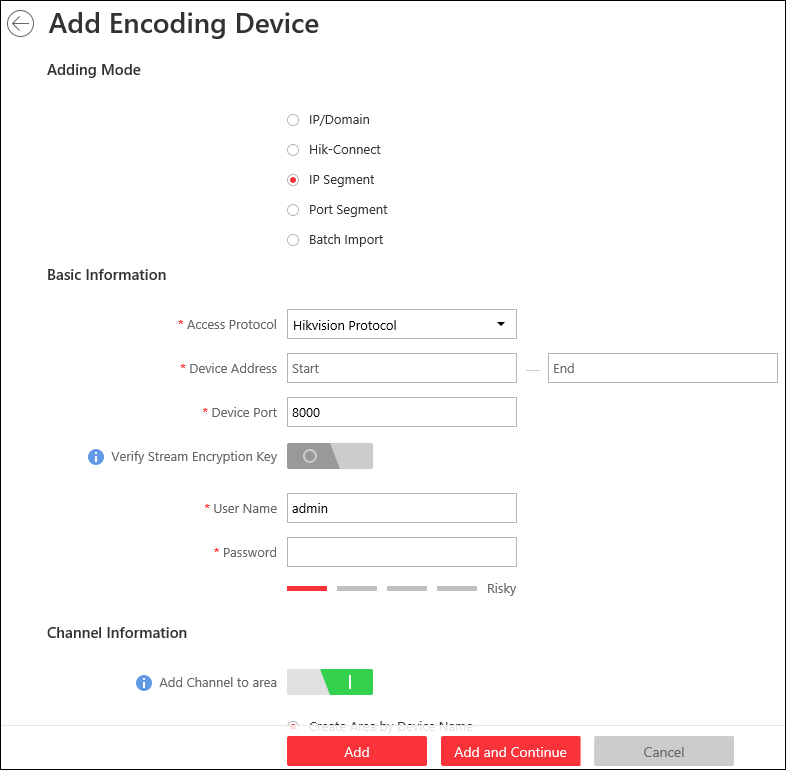 Add Encoding Device
Adding Mode
IP/Domain
Hik-Connect
IP Segment
Port Segment
Batch Import
Basic Information
* Access Protocol Hikvision Protocol
* Device Address Start — End
* Device Port 8000
Verify Stream Encryption Key
* User Name admin
* Password
Risky
Channel Information
Add Channel to area
Create Area by Device Name
Add Add and Continue Cancel